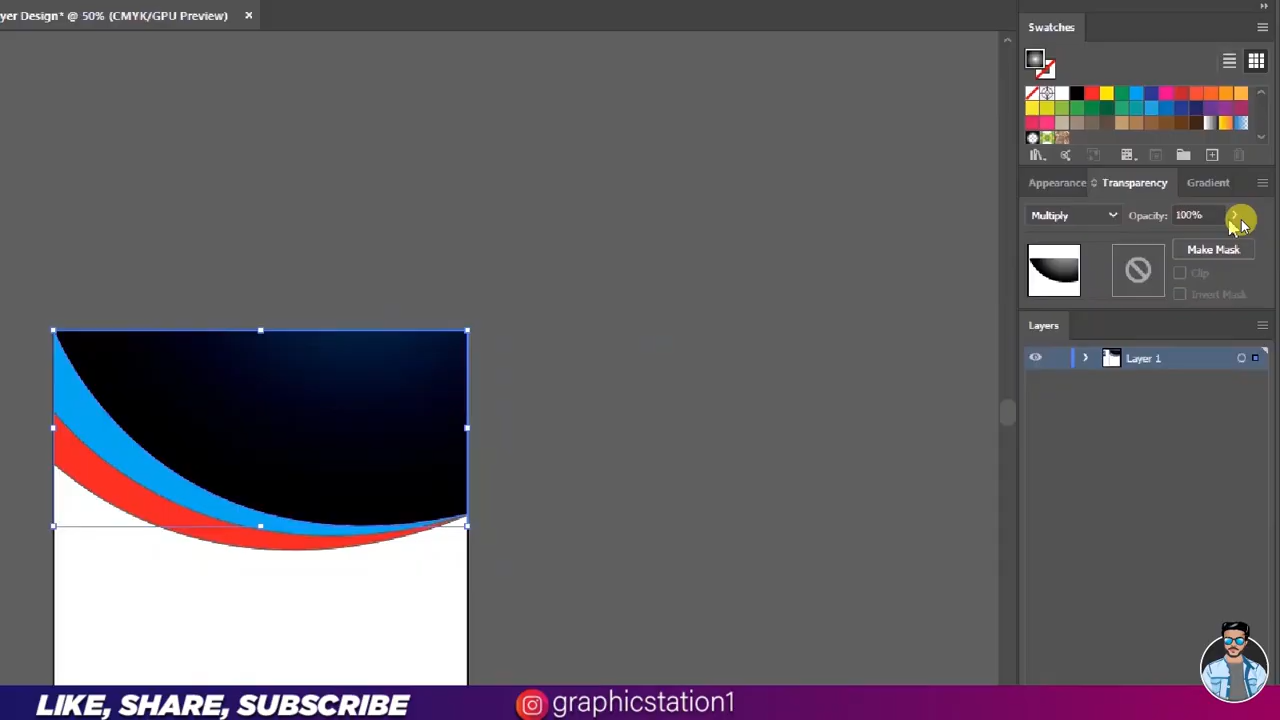 yer Design* @ 50% (CMYK/GPU Preview) ×
Swatches
Appearance Transparency Gradient
Multiply Opacity: 100%
Make Mask
Clip
Invert Mask
Layers
Layer 1
LIKE, SHARE, SUBSCRIBE graphicstation1